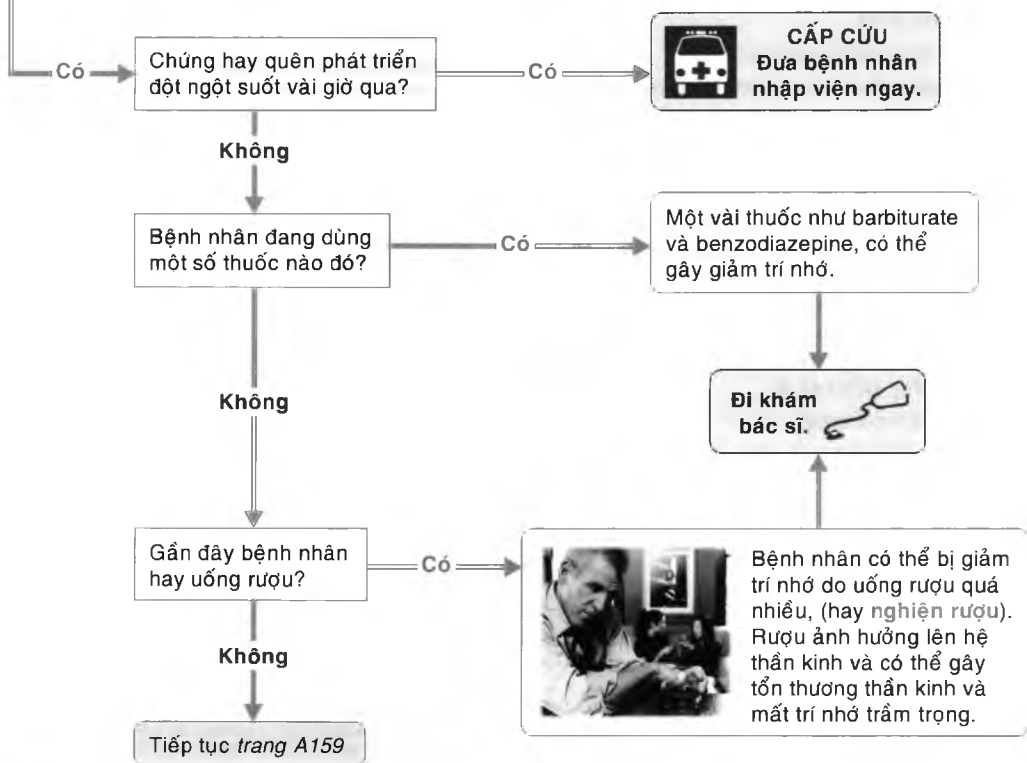 Có
Chứng hay quên phát triển
đột ngột suốt vài giờ qua?
Có
CẤP CỨU
Đưa bệnh nhân
nhập viện ngay.
Không
Bệnh nhân đang dùng
một số thuốc nào đó?
Có
Một vài thuốc như barbiturate
và benzodiazepine, có thể
gây giảm trí nhớ.
Không
Đi khám
bác sĩ.
Gần đây bệnh nhân
hay uống rượu?
Có
Bệnh nhân có thể bị giảm
trí nhớ do uống rượu quá
nhiều, (hay nghiện rượu).
Rượu ảnh hưởng lên hệ
thần kinh và có thể gây
tổn thương thần kinh và
mất trí nhớ trầm trọng.
Không
Tiếp tục trang A159